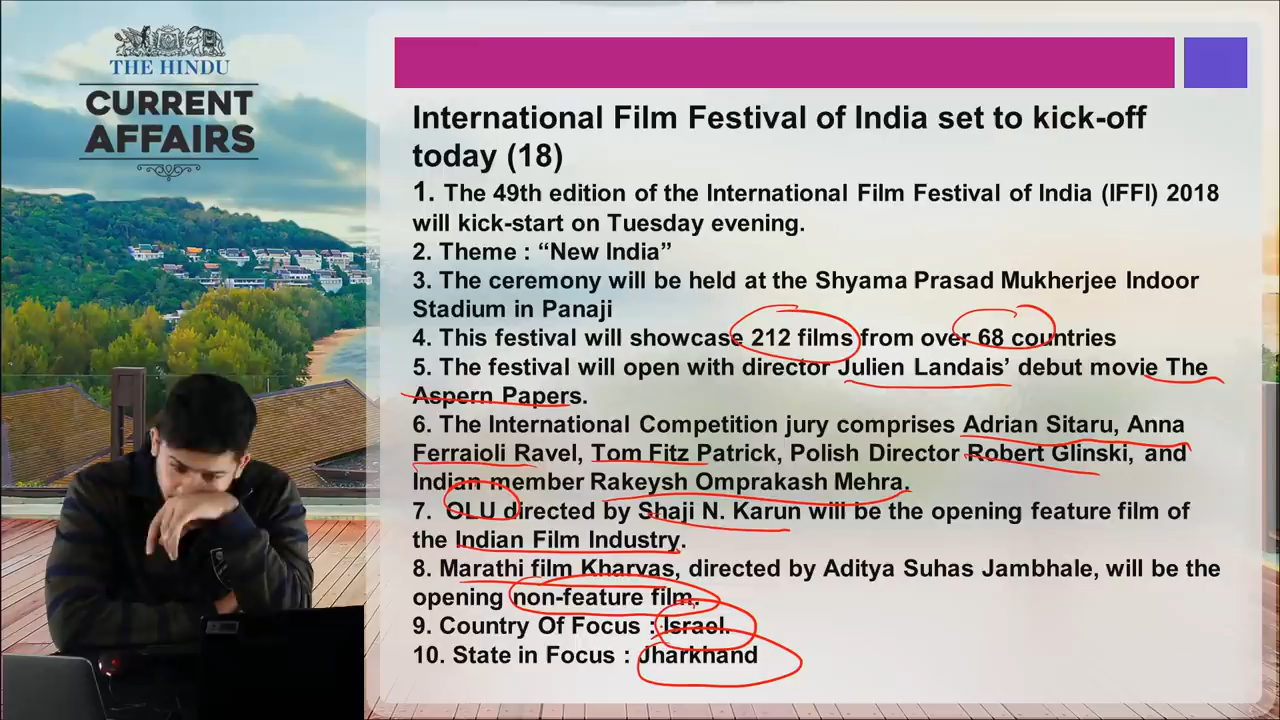 THE HINDU
CURRENT
AFFAIRS
International Film Festival of India set to kick-off
today (18)
1. The 49th edition of the International Film Festival of India (IFFI) 2018
will kick-start on Tuesday evening.
2. Theme : “New India”
3. The ceremony will be held at the Shyama Prasad Mukherjee Indoor
Stadium in Panaji
4. This festival will showcase 212 films from over 68 countries
5. The festival will open with director Julien Landais’ debut movie The
Aspern Papers.
6. The International Competition jury comprises Adrian Sitaru, Anna
Ferraioli Ravel, Tom Fitz Patrick, Polish Director Robert Glinski, and
Indian member Rakeysh Omprakash Mehra.
7. OLU directed by Shaji N. Karun will be the opening feature film of
the Indian Film Industry.
8. Marathi film Kharvas, directed by Aditya Suhas Jambhale, will be the
opening non-feature film.
9. Country Of Focus : Israel.
10. State in Focus : Jharkhand